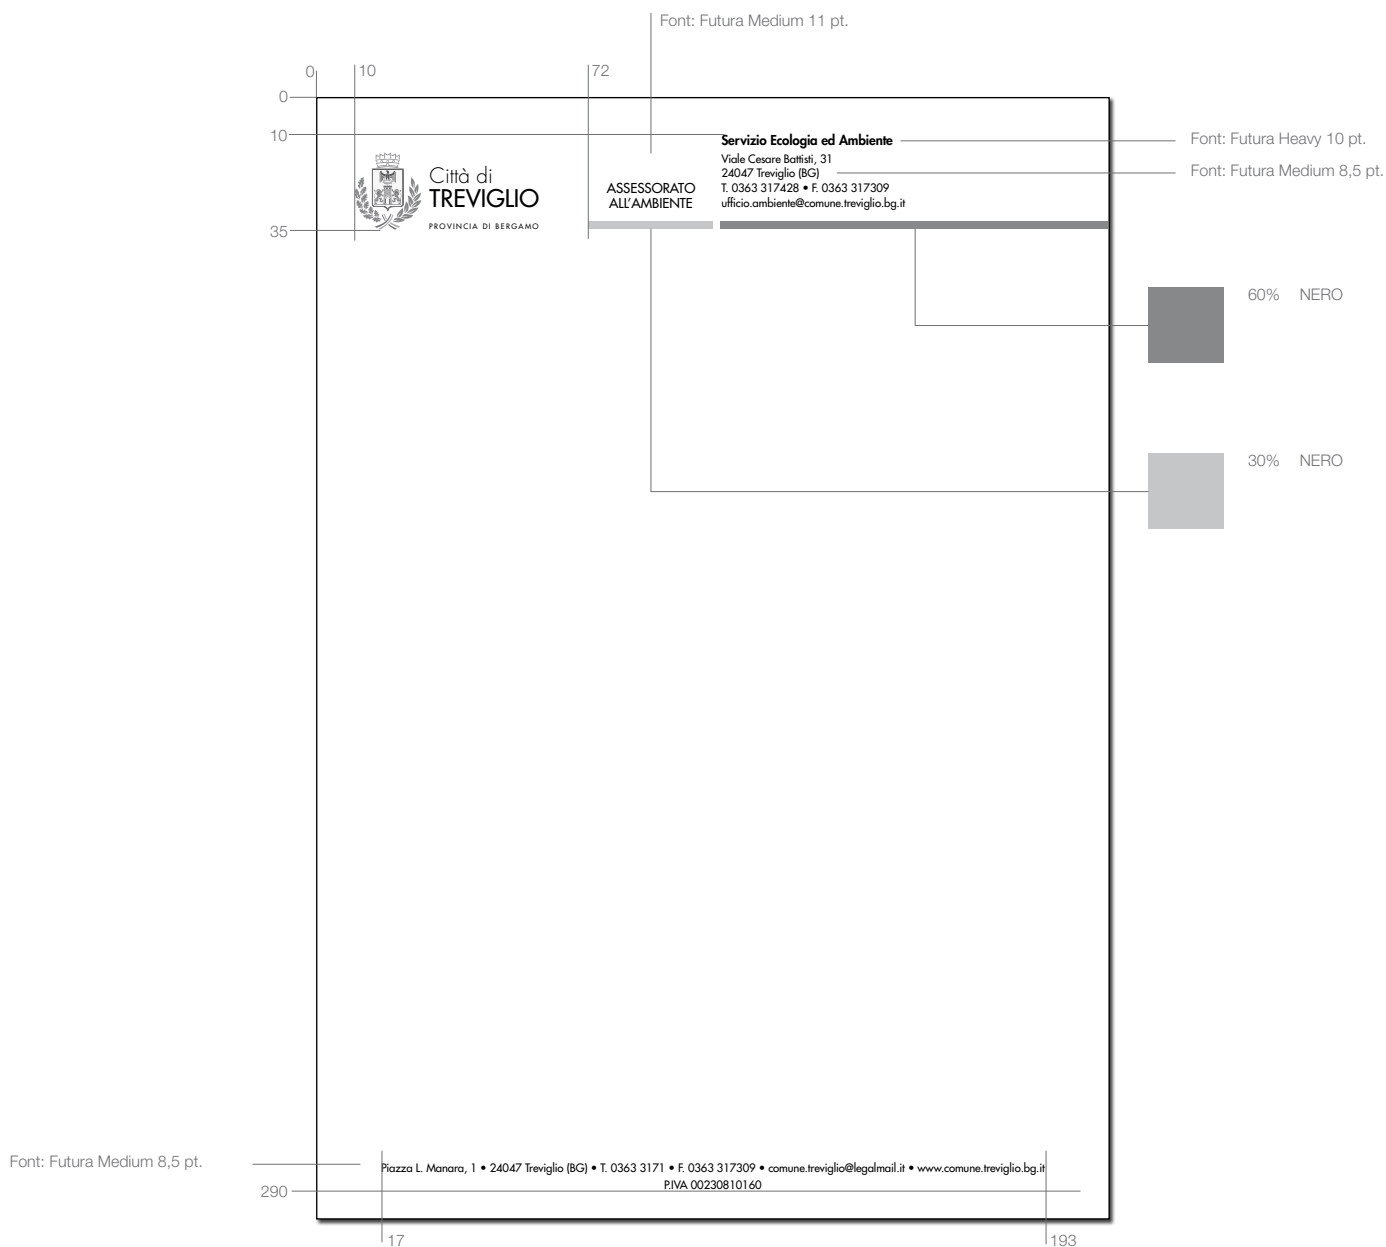 Font: Futura Medium 11 pt.
0
10
72
0
10
35
Città di
TREVIGLIO
PROVINCIA DI BERGAMO
ASSESSORATO
ALL'AMBIENTE
Servizio Ecologia ed Ambiente
Viale Cesare Battisti, 31
24047 Treviglio (BG)
T. 0363 317428 • F. 0363 317309
ufficio.ambiente@comune.treviglio.bg.it
Font: Futura Heavy 10 pt.
Font: Futura Medium 8,5 pt.
60% NERO
30% NERO
Font: Futura Medium 8,5 pt.
Piazza L. Manara, 1 • 24047 Treviglio (BG) • T. 0363 3171 • F. 0363 317309 • comune.treviglio@legalmail.it • www.comune.treviglio.bg.it
P.IVA 00230810160
290
17
193